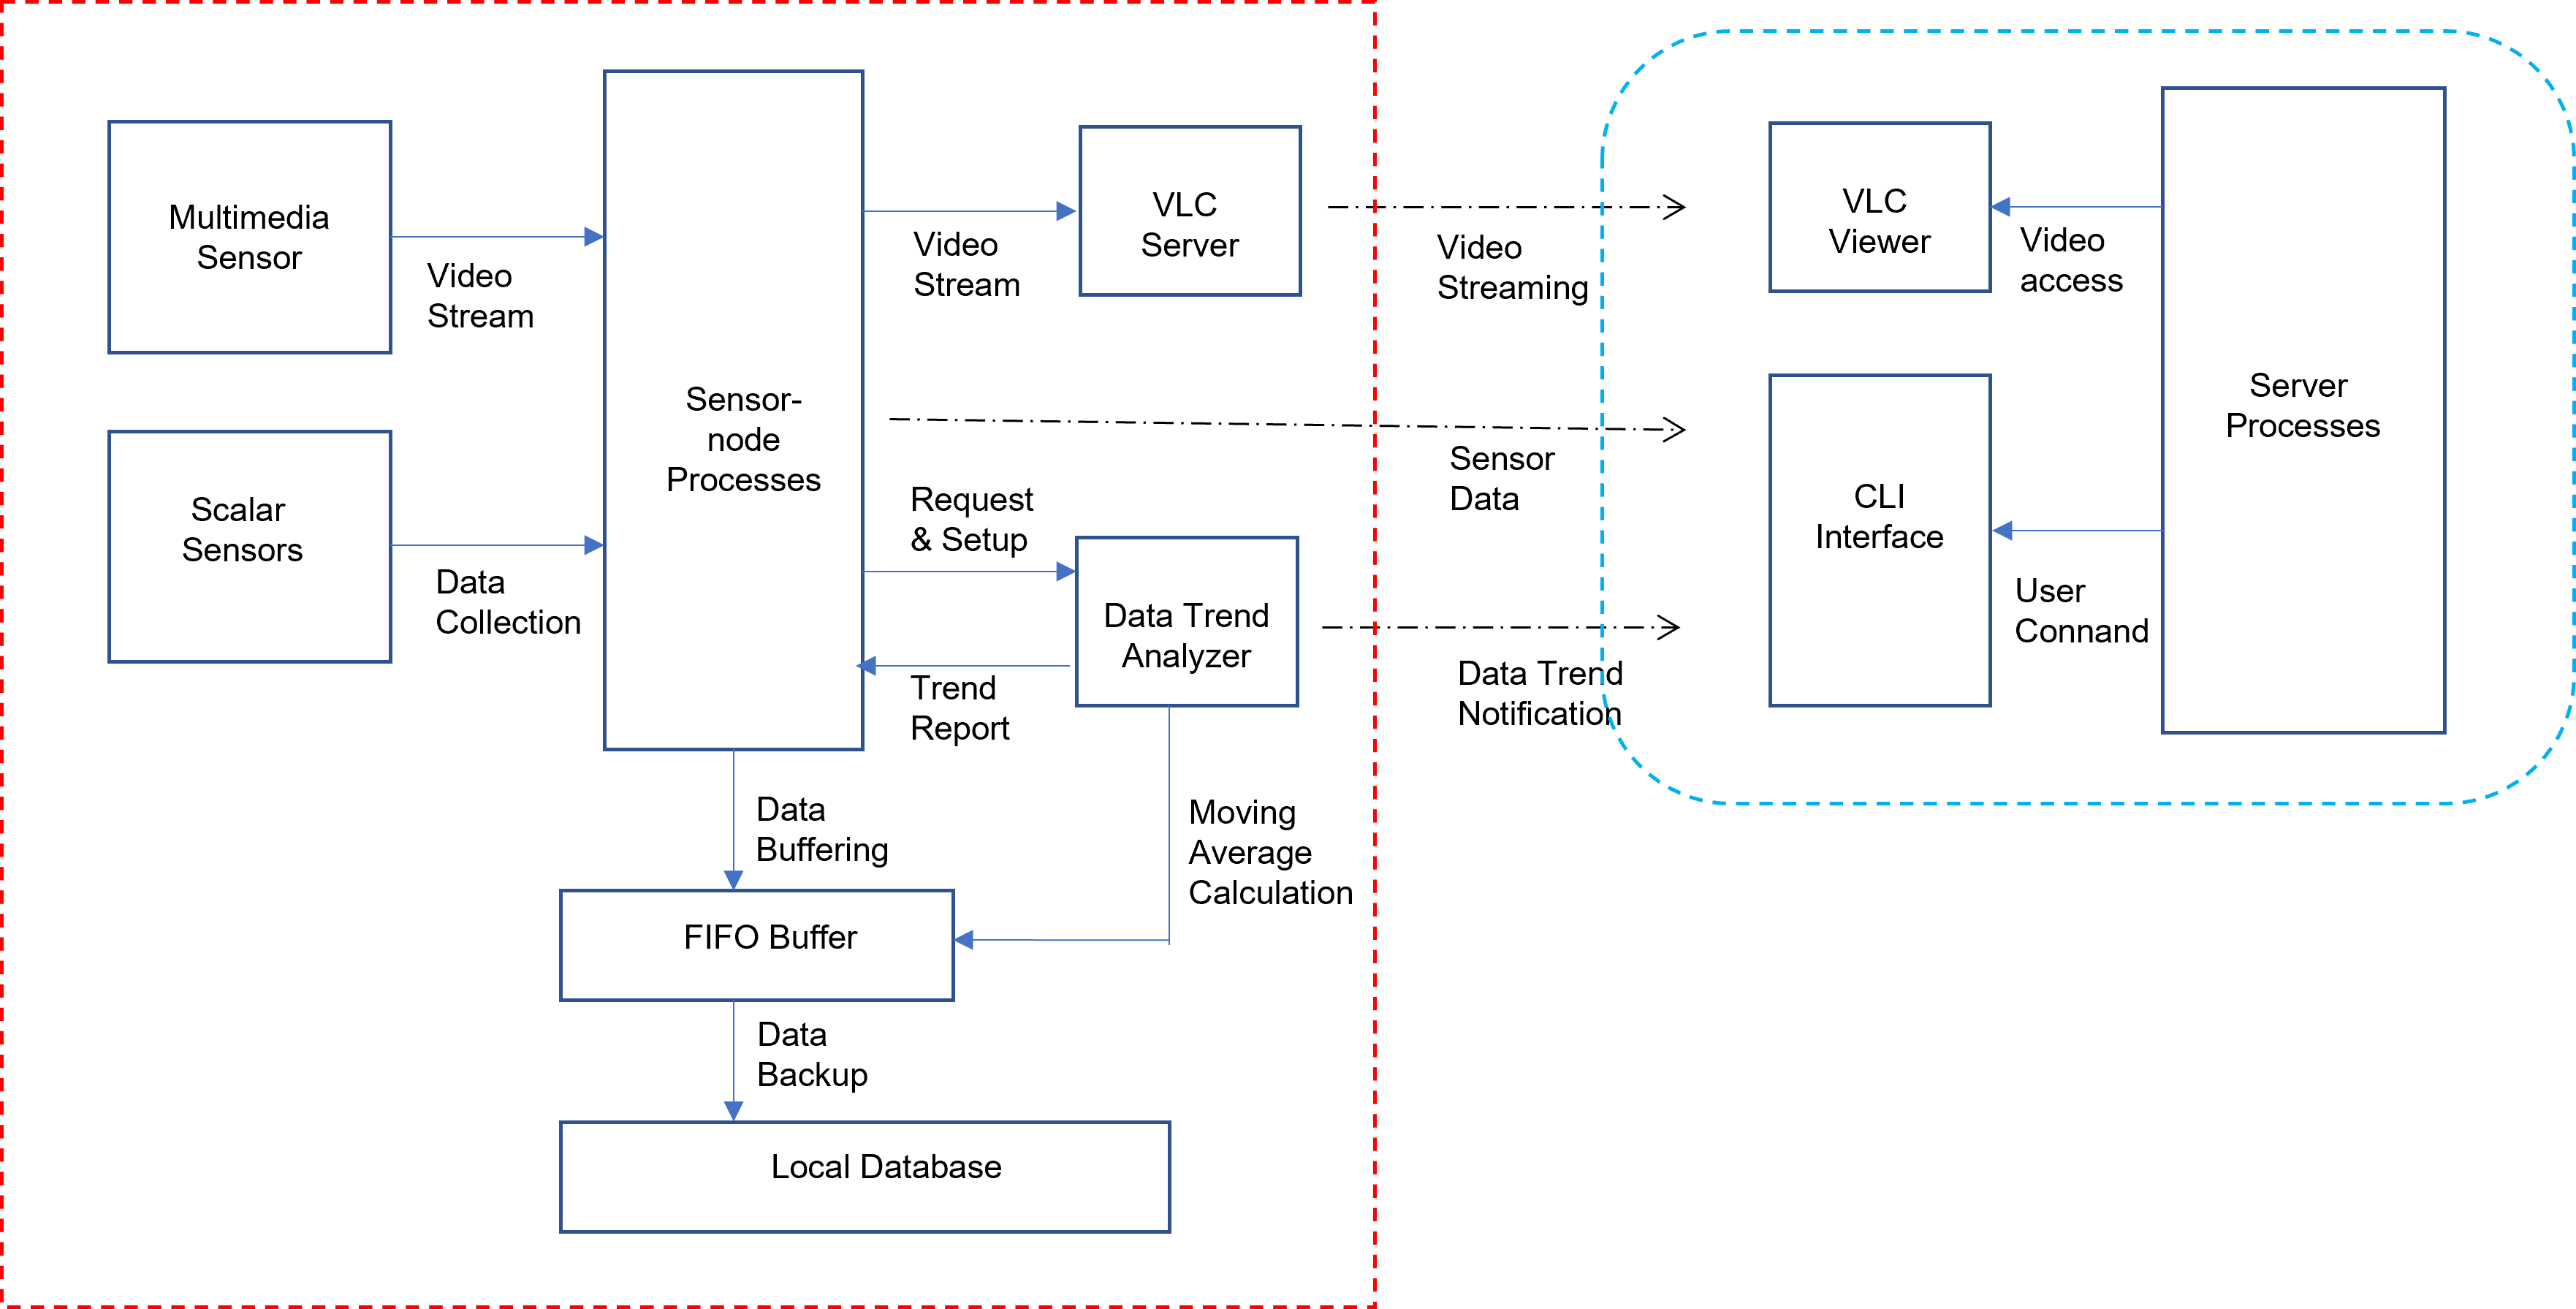 Multimedia
Sensor
Video
Stream
Scalar
Sensors
Data
Collection
Sensor-
node
Processes
Video
Stream
VLC
Server
Request
& Setup
Data Trend
Analyzer
Trend
Report
Data
Buffering
Moving
Average
Calculation
FIFO Buffer
Data
Backup
Local Database
Video
Streaming
Sensor
Data
Data Trend
Notification
VLC
Viewer
Video
access
CLI
Interface
User
Connand
Server
Processes